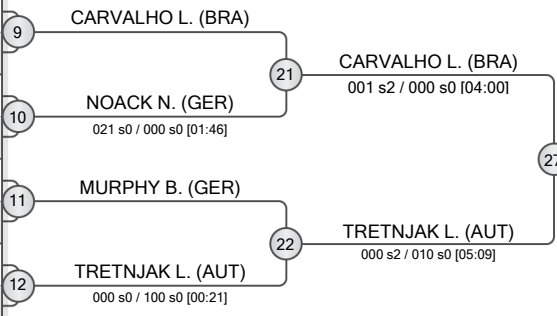 CARVALHO L. (BRA)
9
21
CARVALHO L. (BRA)
001 s2 / 000 s0 [04:00]
NOACK N. (GER)
10
021 s0 / 000 s0 [01:46]
27
MURPHY B. (GER)
11
22
TRETNJAK L. (AUT)
000 s2 / 010 s0 [05:09]
TRETNJAK L. (AUT)
12
000 s0 / 100 s0 [00:21]